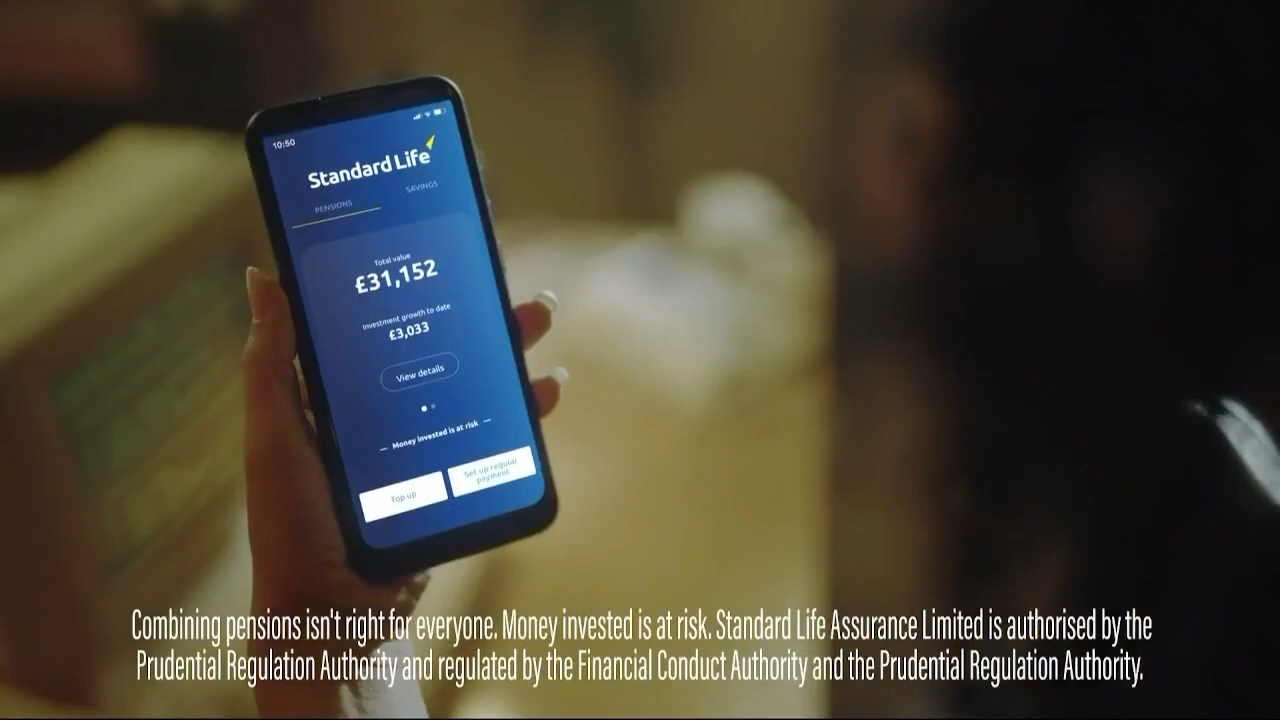 10:50
Standard Life
PENSIONS
SAVINGS
Total value
£31,152
Investment growth to date
£3,033
View details
Money invested is at risk
Top up
Set up regular
payment
Combining pensions isn't right for everyone. Money invested is at risk. Standard Life Assurance Limited is authorised by the
Prudential Regulation Authority and regulated by the Financial Conduct Authority and the Prudential Regulation Authority.